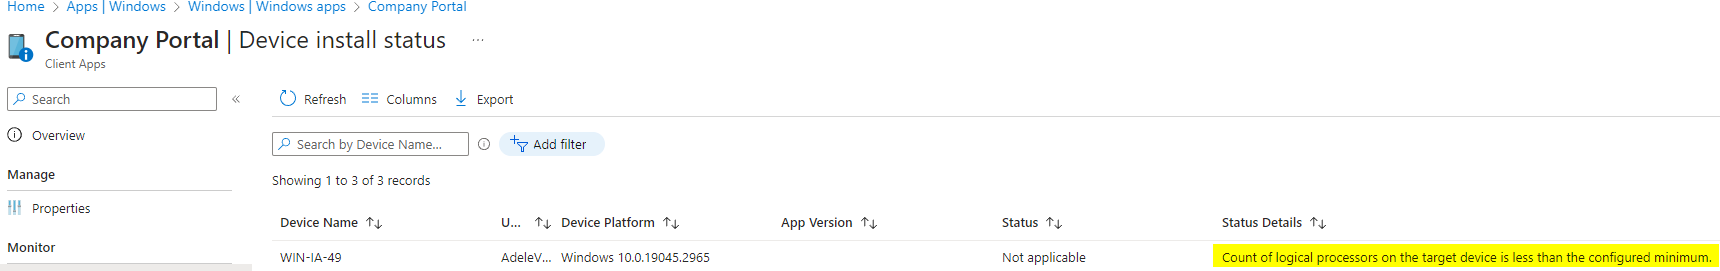 Home > Apps | Windows > Windows | Windows apps > Company Portal
Company Portal | Device install status ...
Client Apps
Search «
Refresh Columns Export
Overview
Search by Device Name... Add filter
Manage
Showing 1 to 3 of 3 records
Properties
Device Name ↑↓ U... ↑↓ Device Platform ↑↓ App Version ↑↓ Status ↑↓ Status Details ↑↓
Monitor
WIN-IA-49 AdeleV... Windows 10.0.19045.2965 Not applicable Count of logical processors on the target device is less than the configured minimum.